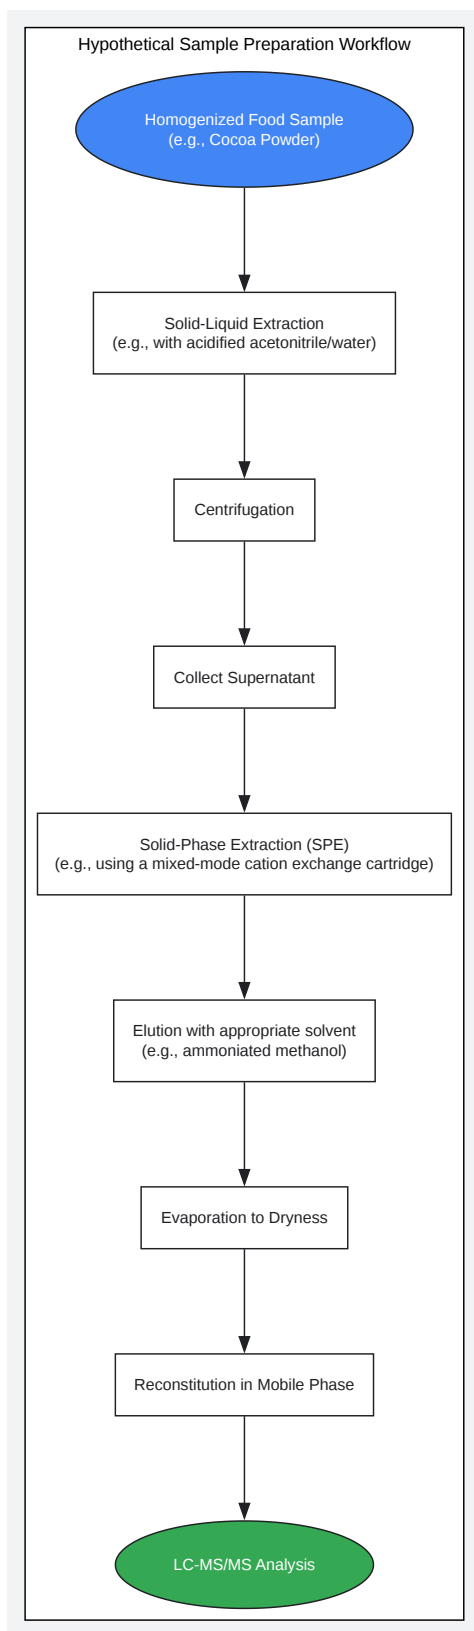 Hypothetical Sample Preparation Workflow
Homogenized Food Sample
(e.g., Cocoa Powder)
Solid-Liquid Extraction
(e.g., with acidified acetonitrile/water)
Centrifugation
Collect Supernatant
Solid-Phase Extraction (SPE)
(e.g., using a mixed-mode cation exchange cartridge)
Elution with appropriate solvent
(e.g., ammoniated methanol)
Evaporation to Dryness
Reconstitution in Mobile Phase
LC-MS/MS Analysis